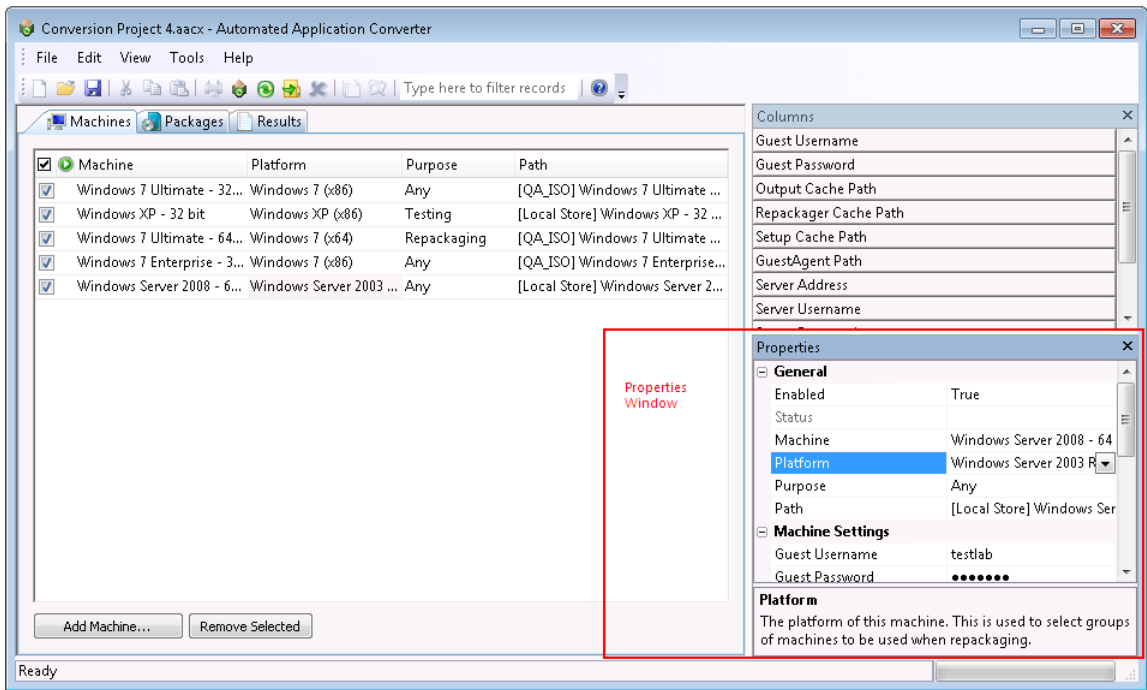 Conversion Project 4.aacx - Automated Application Converter
File Edit View Tools Help
Type here to filter records
Machines Packages Results
Machine Platform Purpose Path
Windows 7 Ultimate - 32... Windows 7 (x86) Any [QA_ISO] Windows 7 Ultimate ...
Windows XP - 32 bit Windows XP (x86) Testing [Local Store] Windows XP - 32 ...
Windows 7 Ultimate - 64... Windows 7 (x64) Repackaging [QA_ISO] Windows 7 Ultimate ...
Windows 7 Enterprise - 3... Windows 7 (x86) Any [QA_ISO] Windows 7 Enterprise...
Windows Server 2008 - 6... Windows Server 2003 ... Any [Local Store] Windows Server 2...
Add Machine... Remove Selected
Columns
Guest Username
Guest Password
Output Cache Path
Repackager Cache Path
Setup Cache Path
GuestAgent Path
Server Address
Server Username
Properties
Window
Properties
General
Enabled True
Status
Machine Windows Server 2008 - 64
Platform Windows Server 2003 R
Purpose Any
Path [Local Store] Windows Ser
Machine Settings
Guest Username testlab
Guest Password ●●●●●●●
Platform
The platform of this machine. This is used to select groups
of machines to be used when repackaging.
Ready